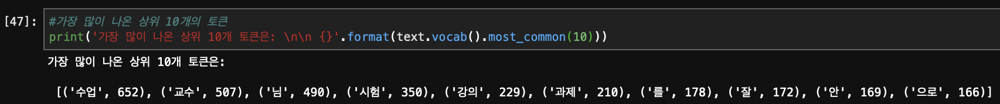 [47]: #가장 많이 나온 상위 10개의 토큰
print('가장 많이 나온 상위 10개 토큰은: \n\n {}'.format(text.vocab().most_common(10)))
가장 많이 나온 상위 10개 토큰은:
[('수업', 652), ('교수', 507), ('님', 490), ('시험', 350), ('강의', 229), ('과제', 210), ('를', 178), ('잘', 172), ('안', 169), ('으로', 166)]